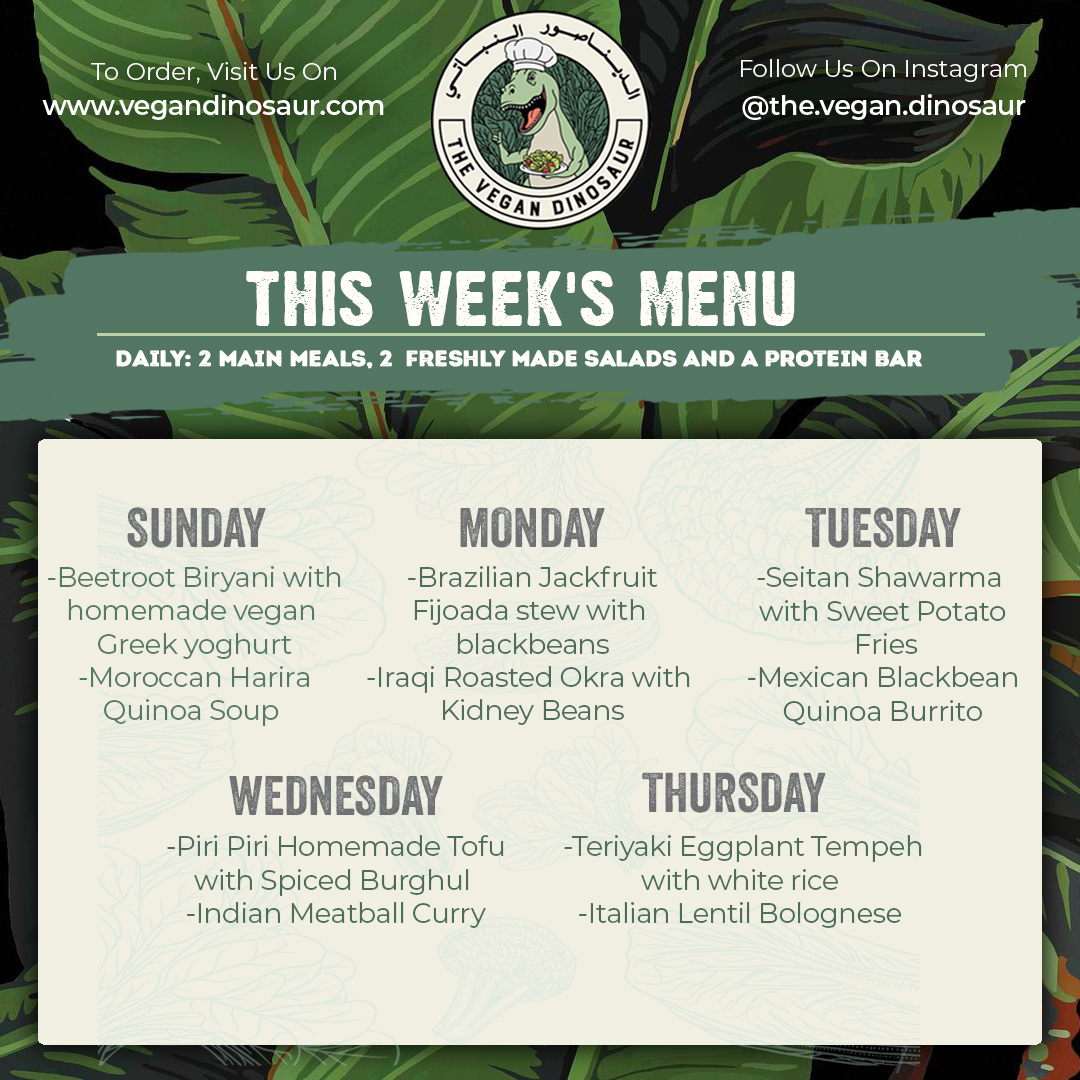 To Order, Visit Us On
www.vegandinosaur.com
الديناصور النباتي
THE VEGAN DINOSAUR
Follow Us On Instagram
@the.vegan.dinosaur
THIS WEEK'S MENU
DAILY: 2 MAIN MEALS, 2 FRESHLY MADE SALADS AND A PROTEIN BAR
SUNDAY
-Beetroot Biryani with
homemade vegan
Greek yoghurt
-Moroccan Harira
Quinoa Soup
MONDAY
-Brazilian Jackfruit
Fijoada stew with
blackbeans
-Iraqi Roasted Okra with
Kidney Beans
TUESDAY
-Seitan Shawarma
with Sweet Potato
Fries
-Mexican Blackbean
Quinoa Burrito
WEDNESDAY
-Piri Piri Homemade Tofu
with Spiced Burghul
-Indian Meatball Curry
THURSDAY
-Teriyaki Eggplant Tempeh
with white rice
-Italian Lentil Bolognese